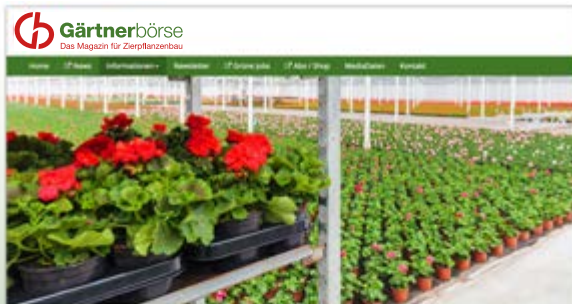 Gärtnerbörse
Das Magazin für Zierpflanzenbau
Home News Informationen Newsletter Grüne Jobs Abo / Shop Mediadaten Kontakt